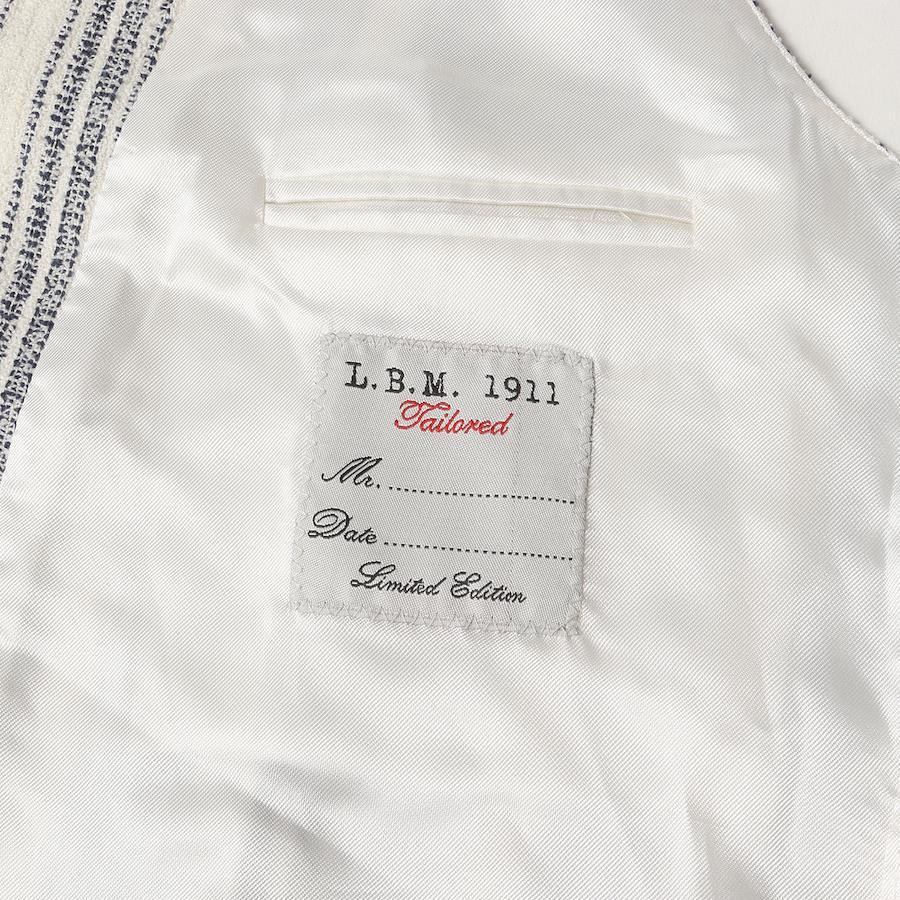 L.B.M. 1911
Tailored
Mr. ........................
Date ........................
Limited Edition